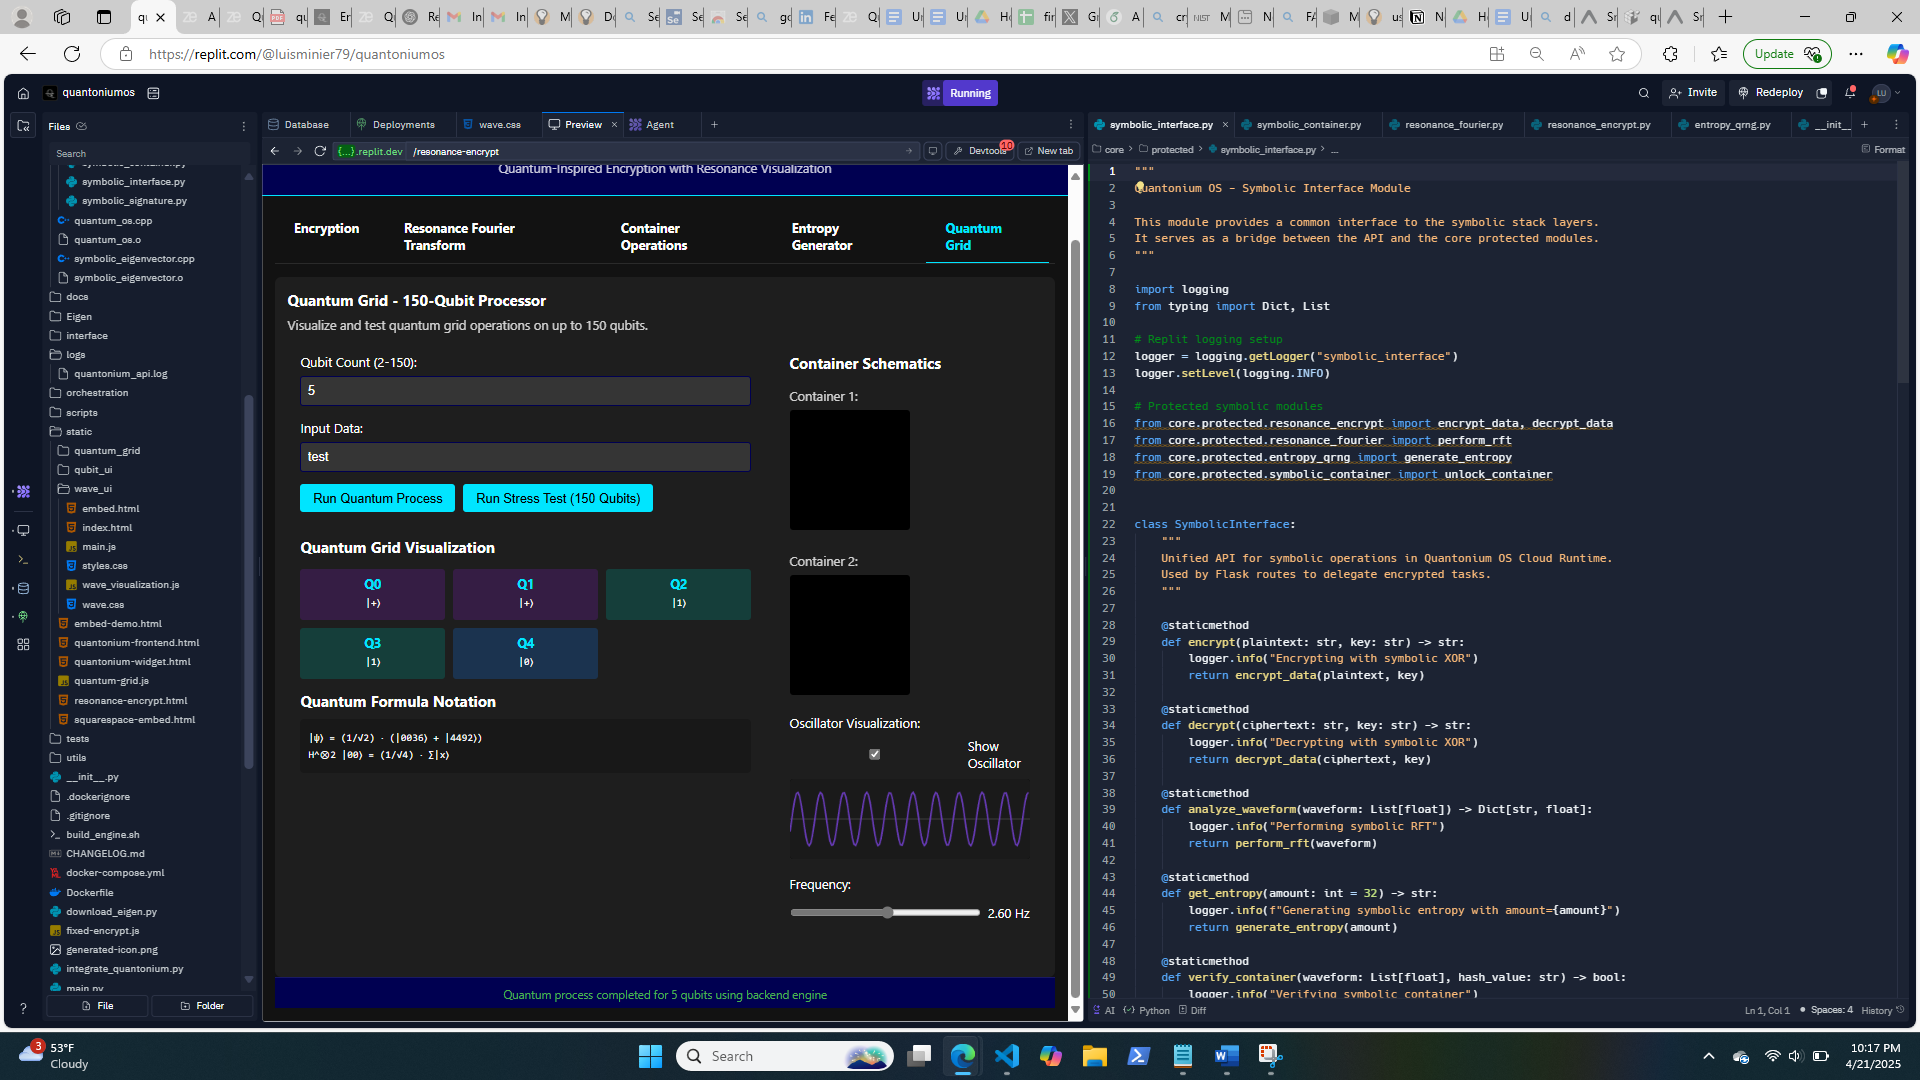 https://replit.com/@luisminier79/quantoniumos
Update
quantoniumos
Running
Invite
Redeploy
LU
Files
Search
symbolic_interface.py
symbolic_signature.py
quantum_os.cpp
quantum_os.o
symbolic_eigenvector.cpp
symbolic_eigenvector.o
docs
Eigen
interface
logs
quantonium_api.log
orchestration
scripts
static
quantum_grid
qubit_ui
wave_ui
embed.html
index.html
main.js
styles.css
wave_visualization.js
wave.css
embed-demo.html
quantonium-frontend.html
quantonium-widget.html
quantum-grid.js
resonance-encrypt.html
squarespace-embed.html
tests
utils
__init__.py
.dockerignore
.gitignore
build_engine.sh
CHANGELOG.md
docker-compose.yml
Dockerfile
download_eigen.py
fixed-encrypt.js
generated-icon.png
integrate_quantonium.py
main.py
File
Folder
Database
Deployments
wave.css
Preview
Agent
{...}.replit.dev /resonance-encrypt
Devtools
10
New tab
Quantum-Inspired Encryption with Resonance Visualization
Encryption
Resonance Fourier Transform
Container Operations
Entropy Generator
Quantum Grid
Quantum Grid - 150-Qubit Processor
Visualize and test quantum grid operations on up to 150 qubits.
Qubit Count (2-150):
5
Input Data:
test
Run Quantum Process
Run Stress Test (150 Qubits)
Quantum Grid Visualization
Q0
|+⟩
Q1
|+⟩
Q2
|1⟩
Q3
|1⟩
Q4
|0⟩
Quantum Formula Notation
|ψ⟩ = (1/√2) · (|0036⟩ + |4492⟩)
H^⊗2 |00⟩ = (1/√4) · ∑|x⟩
Container Schematics
Container 1:
Container 2:
Oscillator Visualization:
Show Oscillator
Frequency:
2.60 Hz
Quantum process completed for 5 qubits using backend engine
symbolic_interface.py
symbolic_container.py
resonance_fourier.py
resonance_encrypt.py
entropy_qrng.py
__init__
core > protected > symbolic_interface.py > ...
Format
1 """
2 Quantonium OS - Symbolic Interface Module
3
4 This module provides a common interface to the symbolic stack layers.
5 It serves as a bridge between the API and the core protected modules.
6 """
7
8 import logging
9 from typing import Dict, List
10
11 # Replit logging setup
12 logger = logging.getLogger("symbolic_interface")
13 logger.setLevel(logging.INFO)
14
15 # Protected symbolic modules
16 from core.protected.resonance_encrypt import encrypt_data, decrypt_data
17 from core.protected.resonance_fourier import perform_rft
18 from core.protected.entropy_qrng import generate_entropy
19 from core.protected.symbolic_container import unlock_container
20
21
22 class SymbolicInterface:
23 """
24 Unified API for symbolic operations in Quantonium OS Cloud Runtime.
25 Used by Flask routes to delegate encrypted tasks.
26 """
27
28 @staticmethod
29 def encrypt(plaintext: str, key: str) -> str:
30 logger.info("Encrypting with symbolic XOR")
31 return encrypt_data(plaintext, key)
32
33 @staticmethod
34 def decrypt(ciphertext: str, key: str) -> str:
35 logger.info("Decrypting with symbolic XOR")
36 return decrypt_data(ciphertext, key)
37
38 @staticmethod
39 def analyze_waveform(waveform: List[float]) -> Dict[str, float]:
40 logger.info("Performing symbolic RFT")
41 return perform_rft(waveform)
42
43 @staticmethod
44 def get_entropy(amount: int = 32) -> str:
45 logger.info(f"Generating symbolic entropy with amount={amount}")
46 return generate_entropy(amount)
47
48 @staticmethod
49 def verify_container(waveform: List[float], hash_value: str) -> bool:
50 logger.info("Verifying symbolic container")
AI
Python
Diff
Ln 1, Col 1
Spaces: 4
History
3
53°F
Cloudy
Search
10:17 PM
4/21/2025